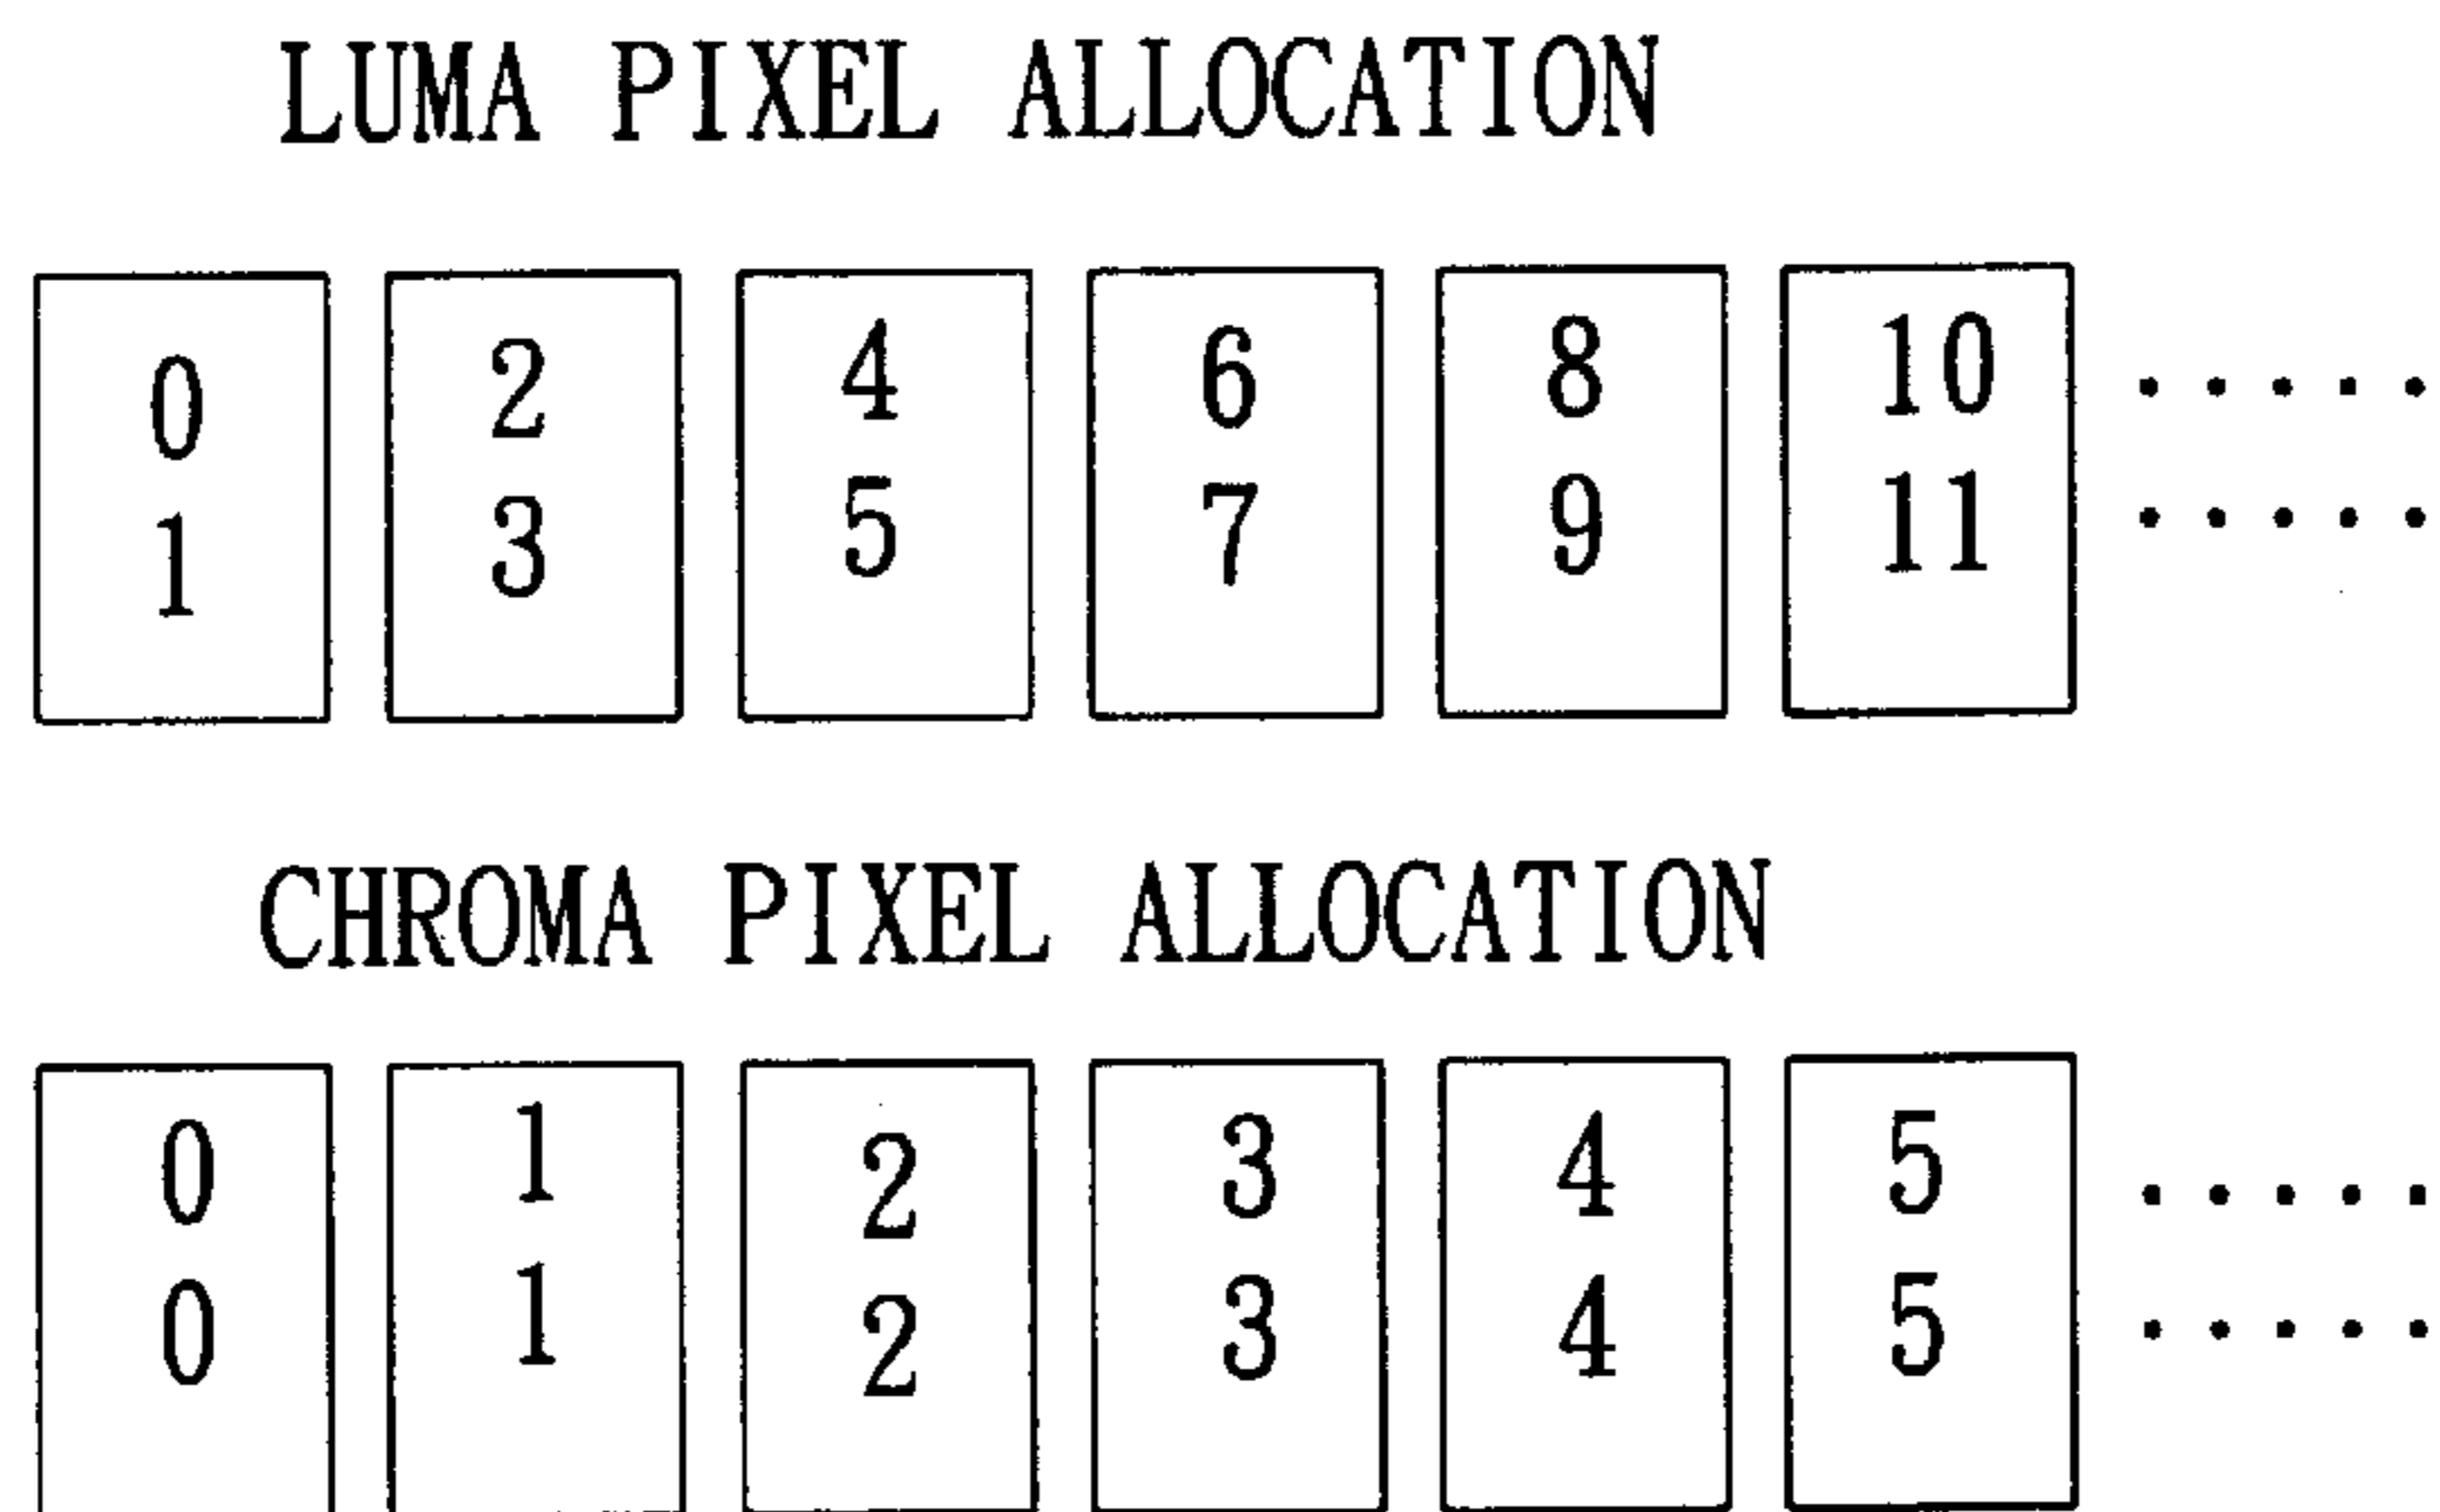 LUMA PIXEL ALLOCATION
0 2 4 6 8 10 .....
1 3 5 7 9 11 .....
CHROMA PIXEL ALLOCATION
0 1 2 3 4 5 .....
0 1 2 3 4 5 .....